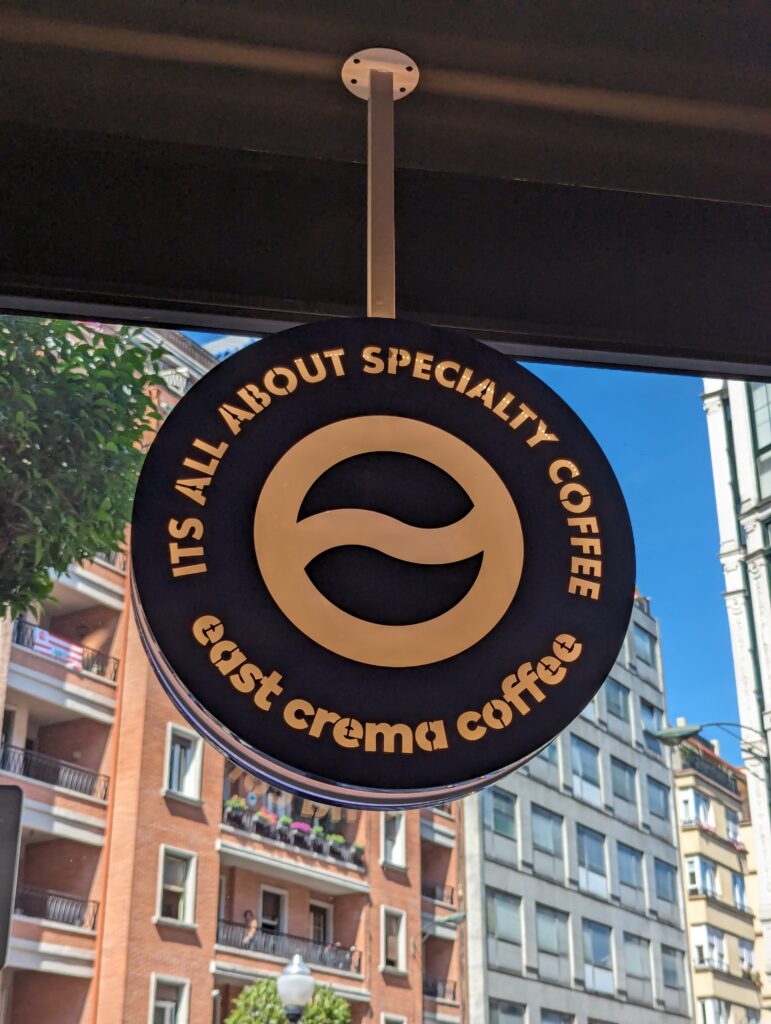 ITS ALL ABOUT SPECIALTY COFFEE
east crema coffee